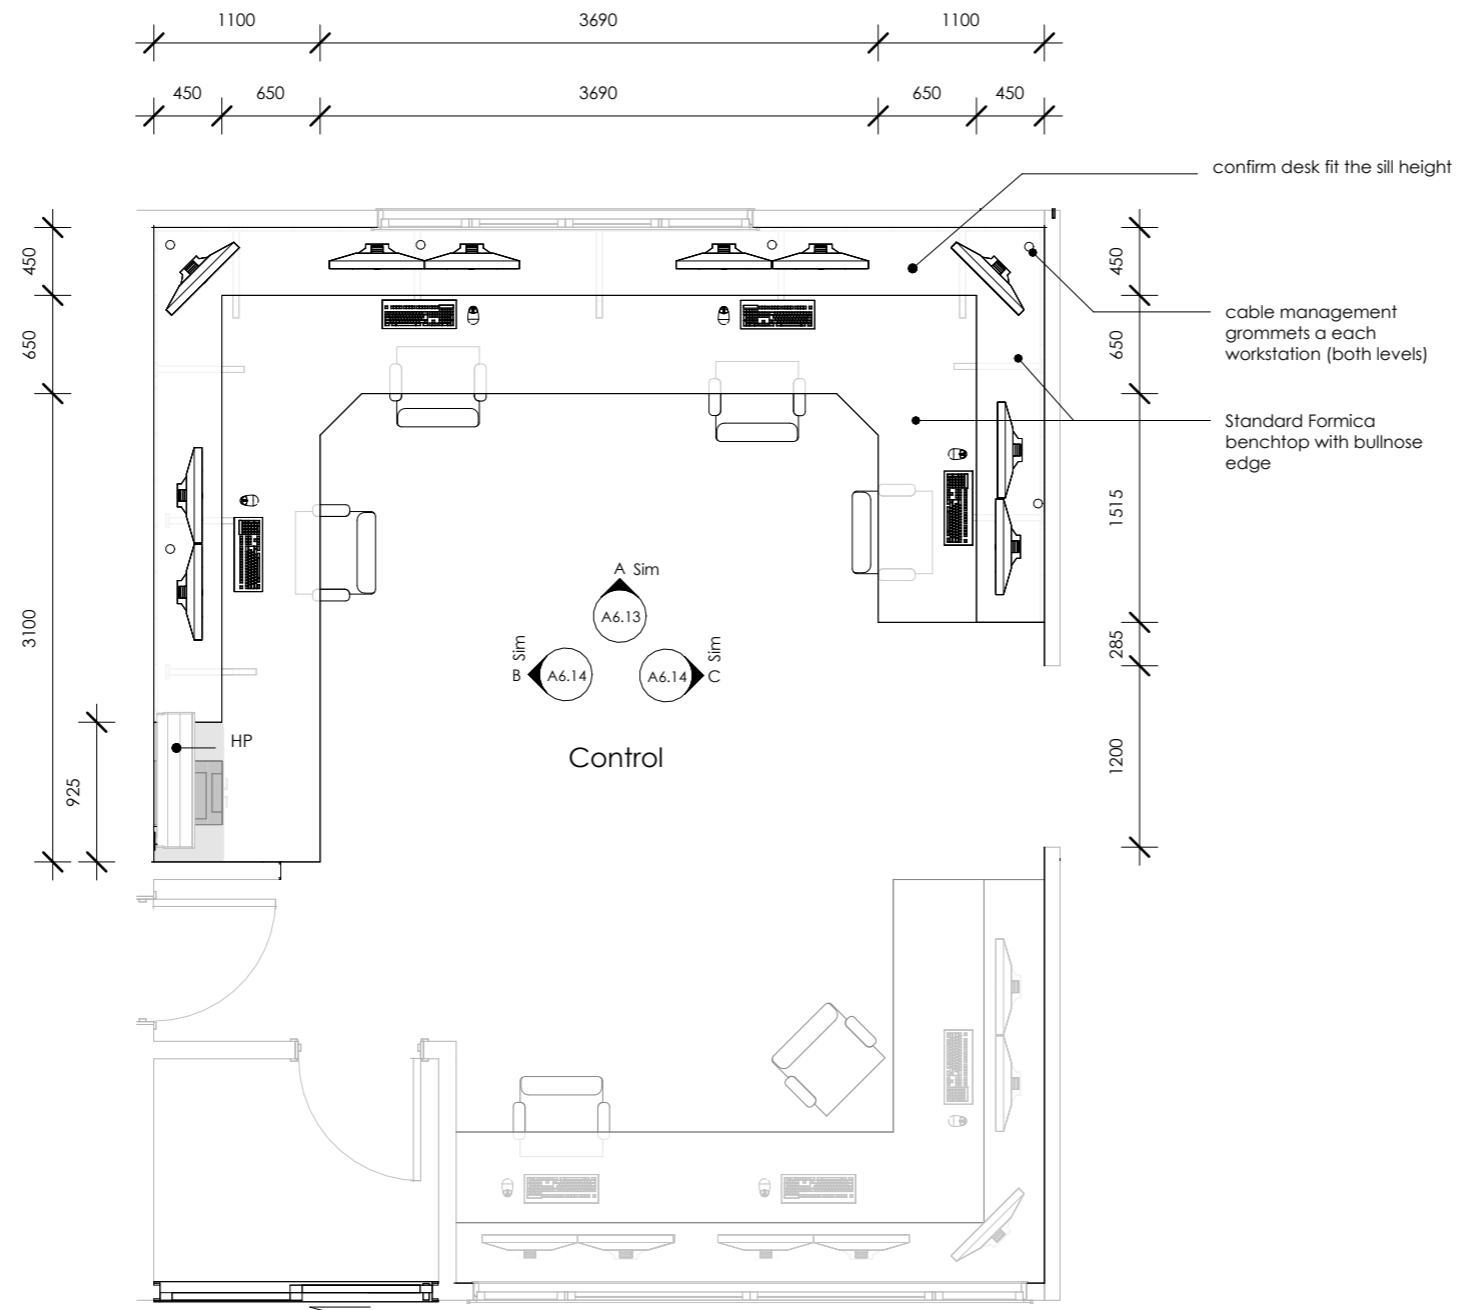 1100
3690
1100
450
650
3690
650
450
confirm desk fit the sill height
450
650
3100
925
450
650
1515
285
1200
cable management
grommets a each
workstation (both levels)
Standard Formica
benchtop with bullnose
edge
A Sim
A6.13
B Sim
A6.14
A6.14
C Sim
HP
Control